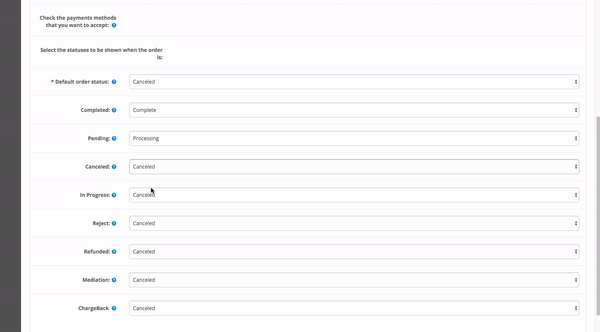 Check the payments methods
that you want to accept:
Select the statuses to be shown when the order
is:
* Default order status: Canceled
Completed: Complete
Pending: Processing
Canceled: Canceled
In Progress: Canceled
Reject: Canceled
Refunded: Canceled
Mediation: Canceled
ChargeBack Canceled